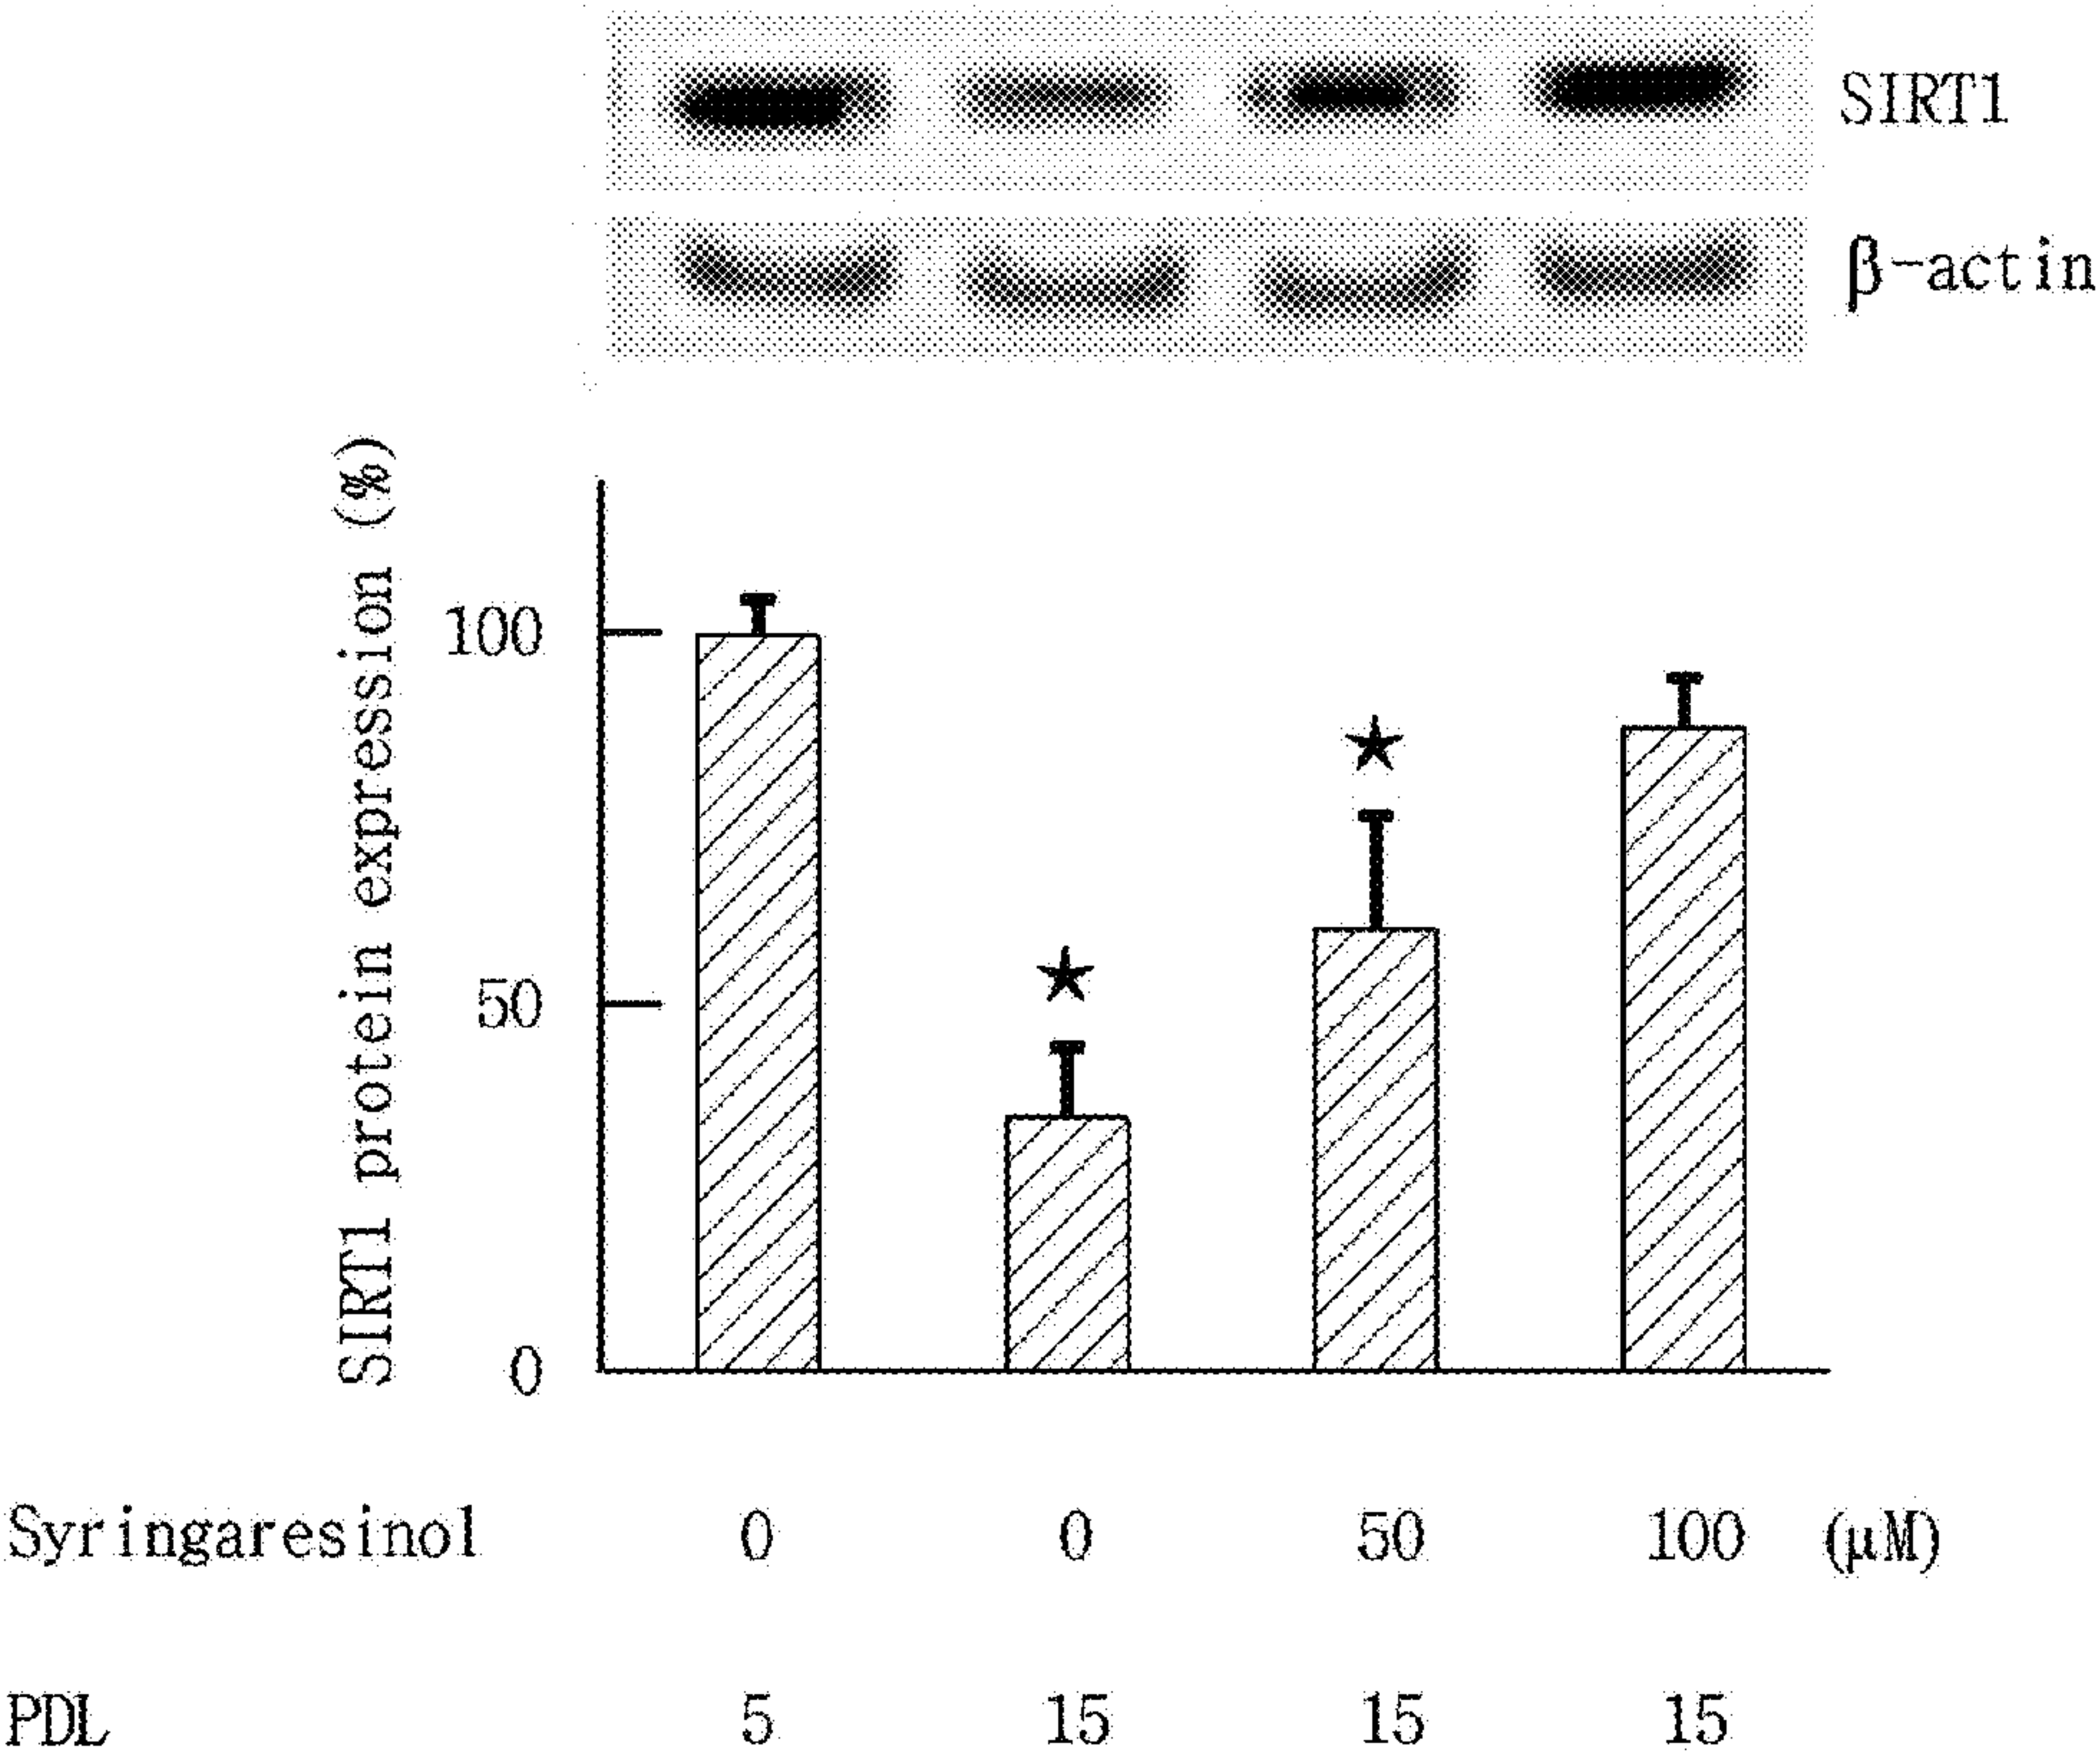 SIRT1
β-actin
SIRT1 protein expression (%)
100
50
0
Syringaresinol 0 0 50 100 (μM)
PDL 5 15 15 15